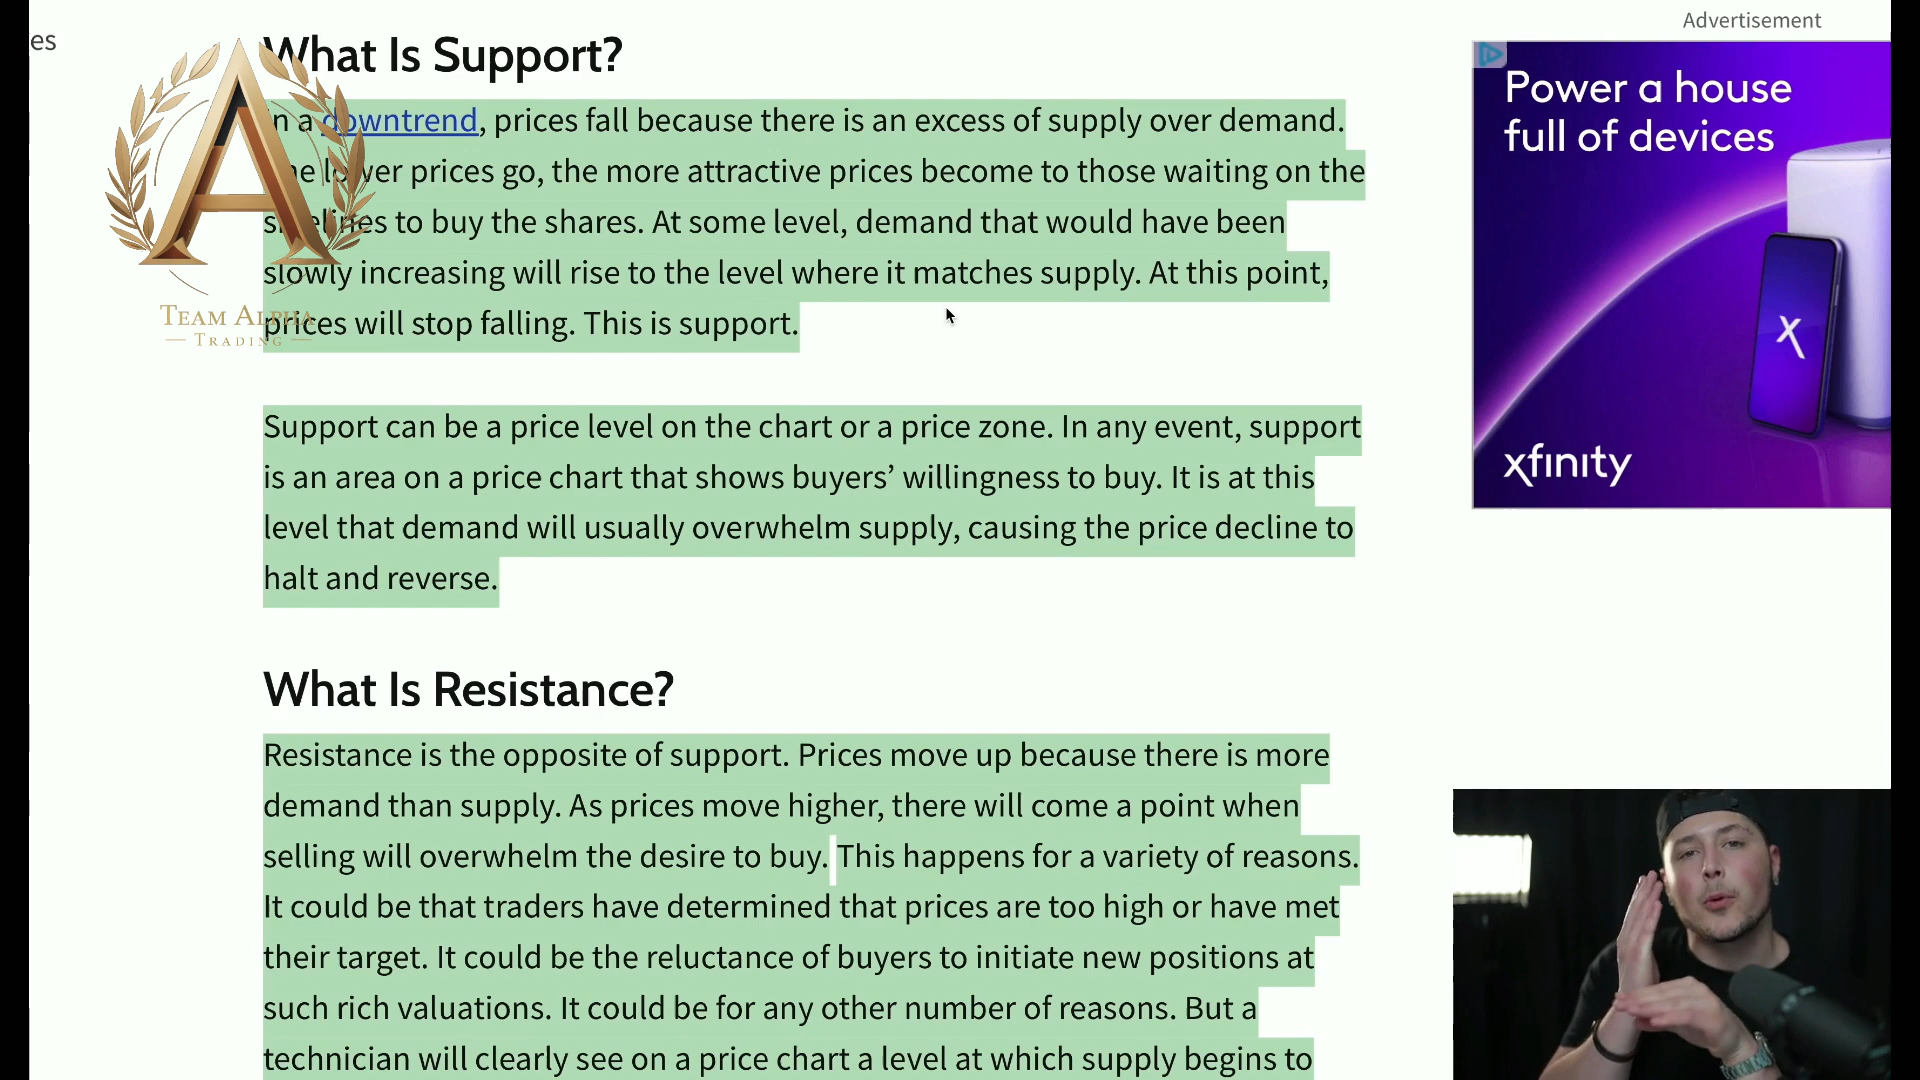 es
Advertisement
What Is Support?
In a downtrend, prices fall because there is an excess of supply over demand.
The lower prices go, the more attractive prices become to those waiting on the
sidelines to buy the shares. At some level, demand that would have been
slowly increasing will rise to the level where it matches supply. At this point,
prices will stop falling. This is support.
Support can be a price level on the chart or a price zone. In any event, support
is an area on a price chart that shows buyers’ willingness to buy. It is at this
level that demand will usually overwhelm supply, causing the price decline to
halt and reverse.
What Is Resistance?
Resistance is the opposite of support. Prices move up because there is more
demand than supply. As prices move higher, there will come a point when
selling will overwhelm the desire to buy. This happens for a variety of reasons.
It could be that traders have determined that prices are too high or have met
their target. It could be the reluctance of buyers to initiate new positions at
such rich valuations. It could be for any other number of reasons. But a
technician will clearly see on a price chart a level at which supply begins to
A
TEAM ALPHA
TRADING
Power a house
full of devices
xfinity